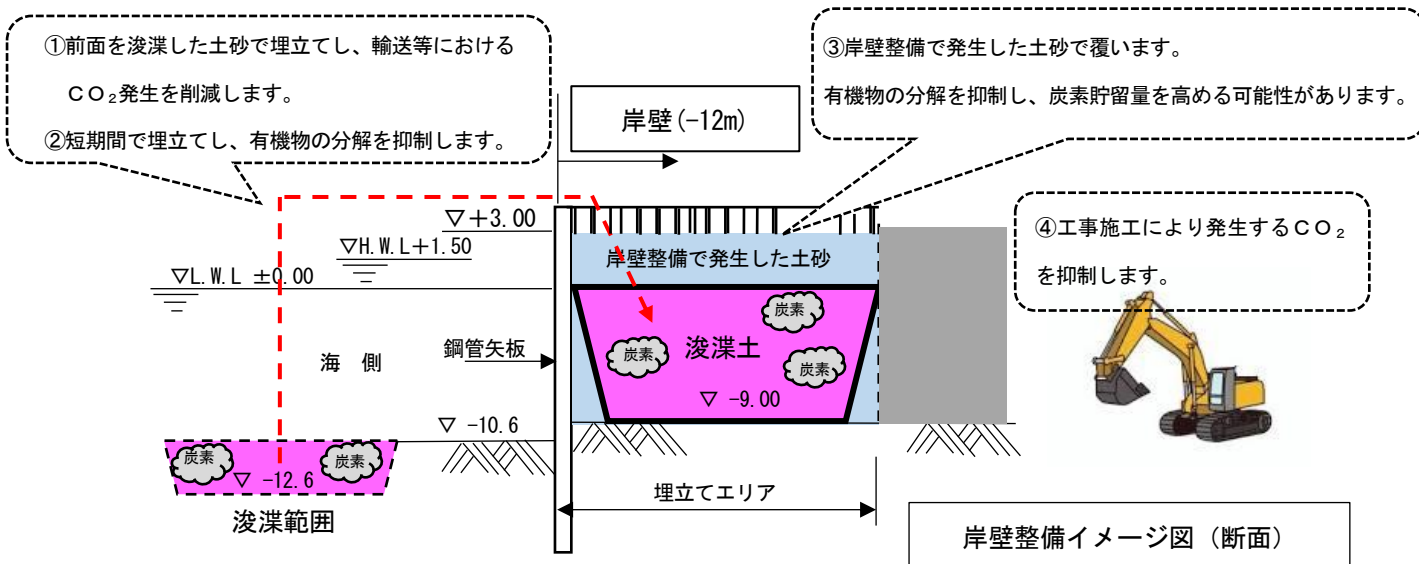 ①前面を浚渫した土砂で埋立てし、輸送等における
CO₂発生を削減します。
②短期間で埋立てし、有機物の分解を抑制します。
③岸壁整備で発生した土砂で覆います。
有機物の分解を抑制し、炭素貯留量を高める可能性があります。
岸壁(-12m)
④工事施工により発生するCO₂
を抑制します。
▽+3.00
▽H.W.L+1.50
▽L.W.L ±0.00
岸壁整備で発生した土砂
炭素
浚渫土
炭素
炭素
▽ -9.00
海 側
鋼管矢板
▽ -10.6
炭素
炭素
▽ -12.6
浚渫範囲
埋立てエリア
岸壁整備イメージ図（断面）